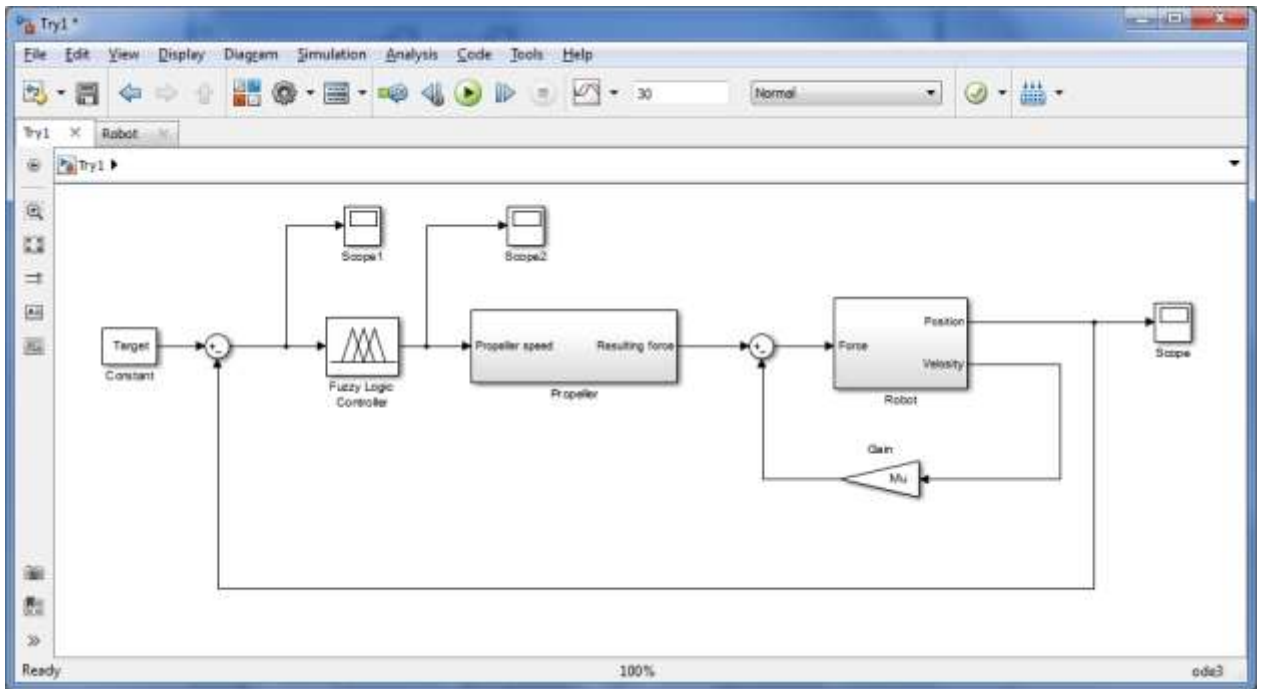 Try1 *
File Edit View Display Diagram Simulation Analysis Code Tools Help
30 Normal
Try1 Robot
Try1
Scope1 Scope2
Target
Constant
Fuzzy Logic
Controller
Propeller speed Resulting force
Propeller
Force Position
Velosity
Robot
Scope
Gain
Mu
Ready 100% ode3